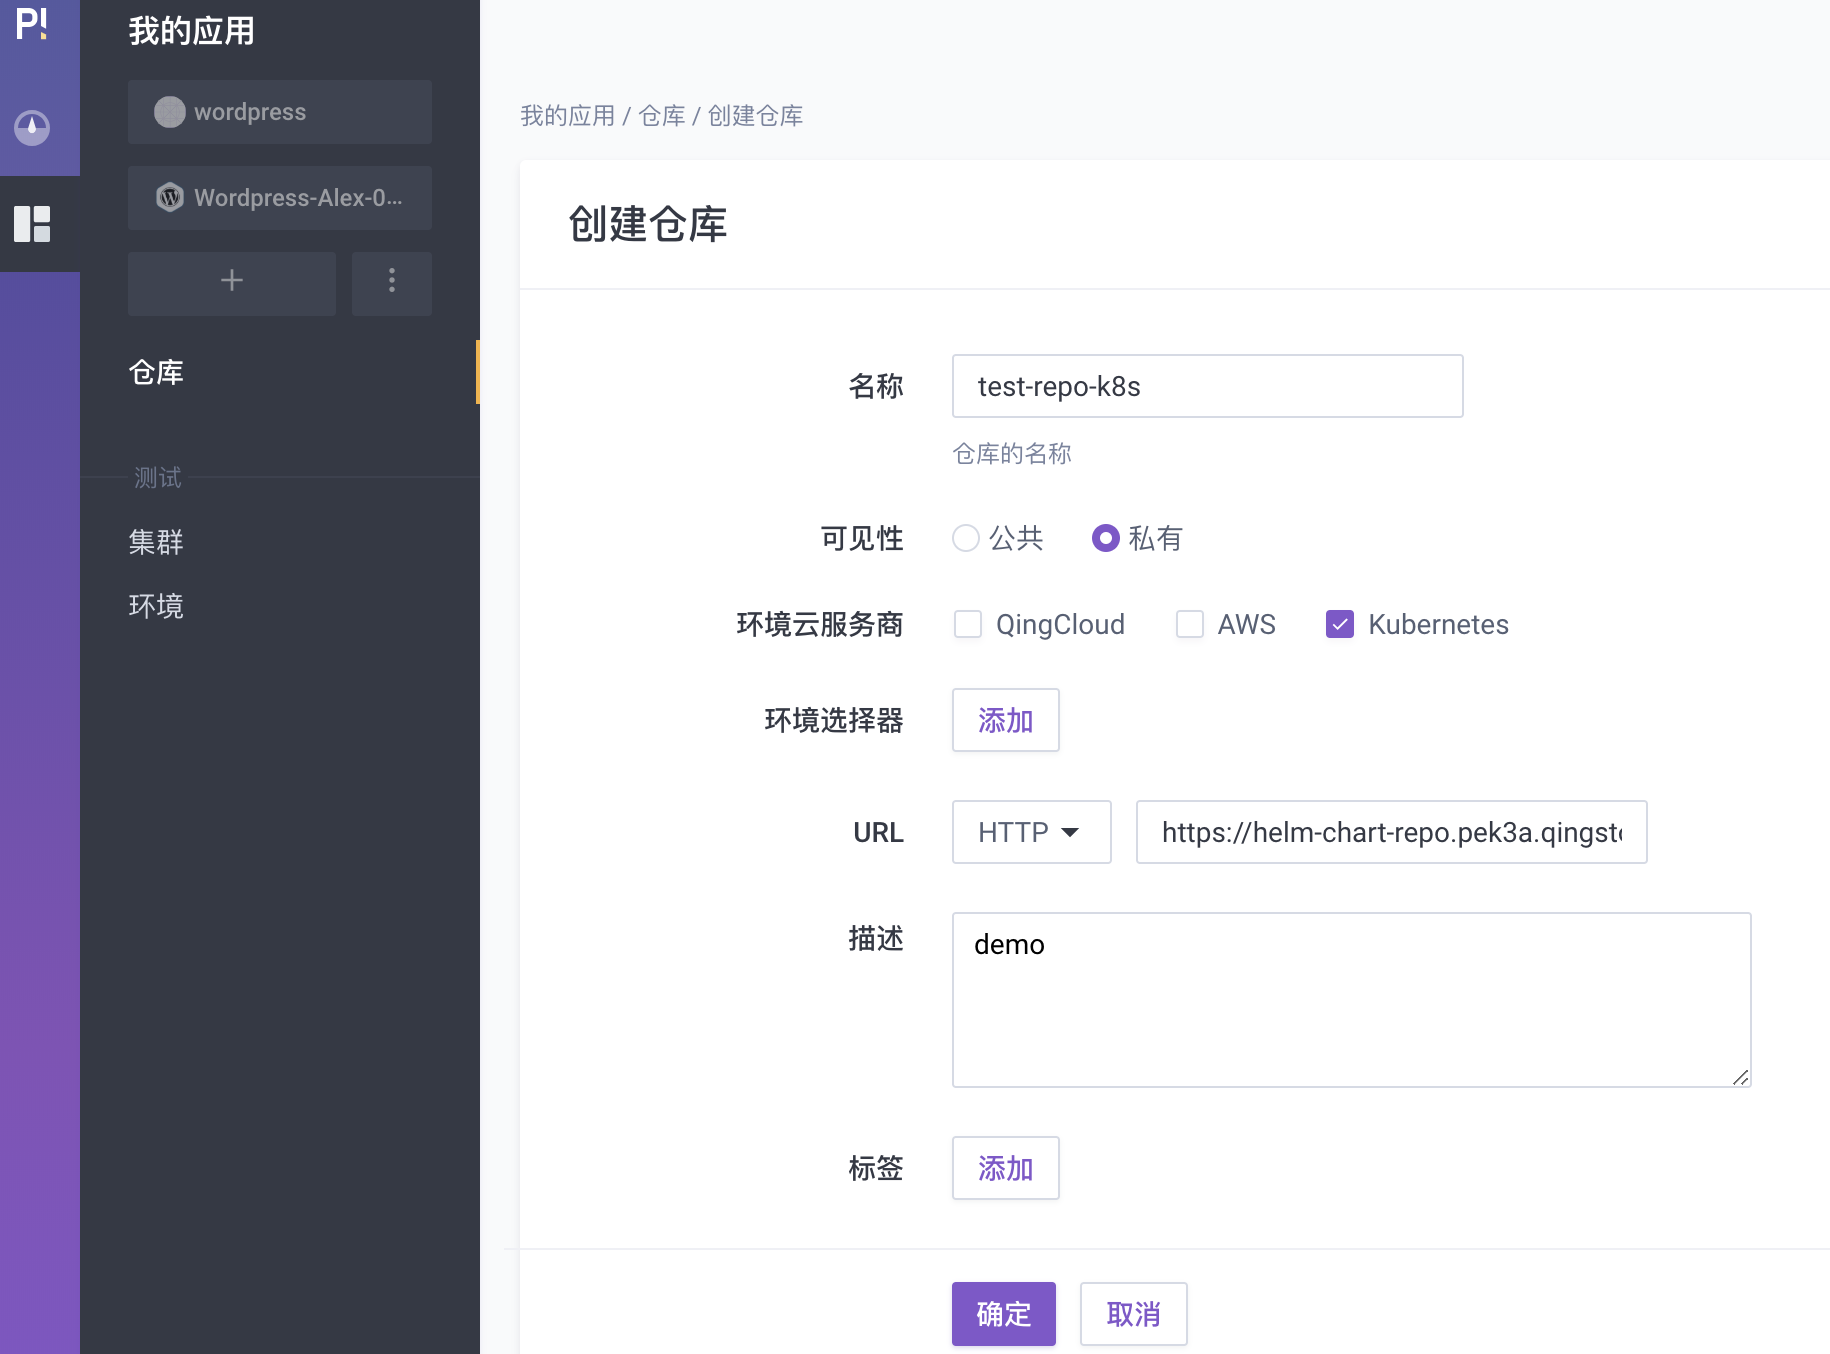 P!
我的应用
wordpress
Wordpress-Alex-0...
仓库
测试
集群
环境
我的应用 / 仓库 / 创建仓库
创建仓库
名称 test-repo-k8s
仓库的名称
可见性 公共 私有
环境云服务商 QingCloud AWS Kubernetes
环境选择器 添加
URL HTTP https://helm-chart-repo.pek3a.qingst
描述 demo
标签 添加
确定 取消